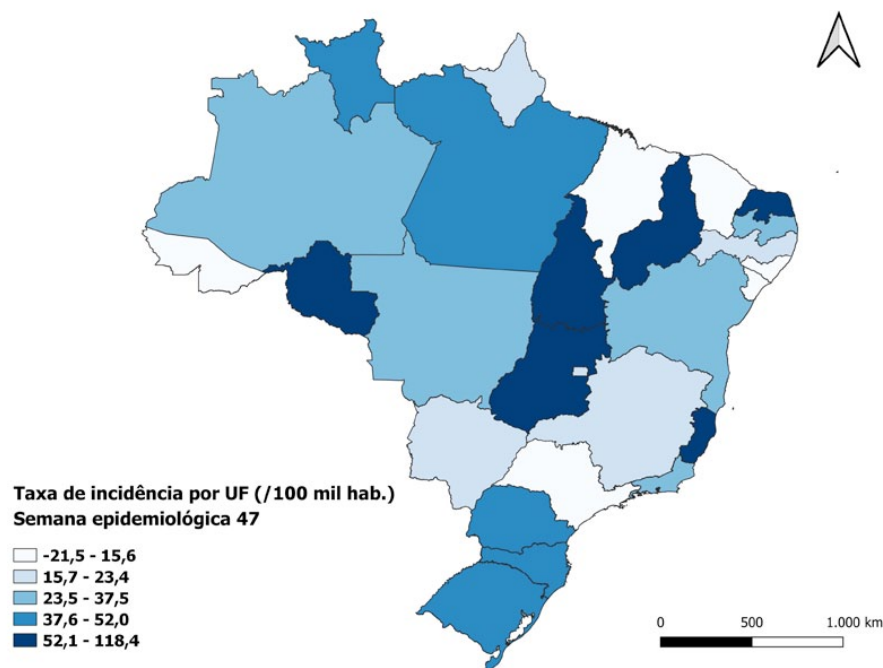 Taxa de incidência por UF (/100 mil hab.)
Semana epidemiológica 47
-21,5 - 15,6
15,7 - 23,4
23,5 - 37,5
37,6 - 52,0
52,1 - 118,4
0 500 1.000 km